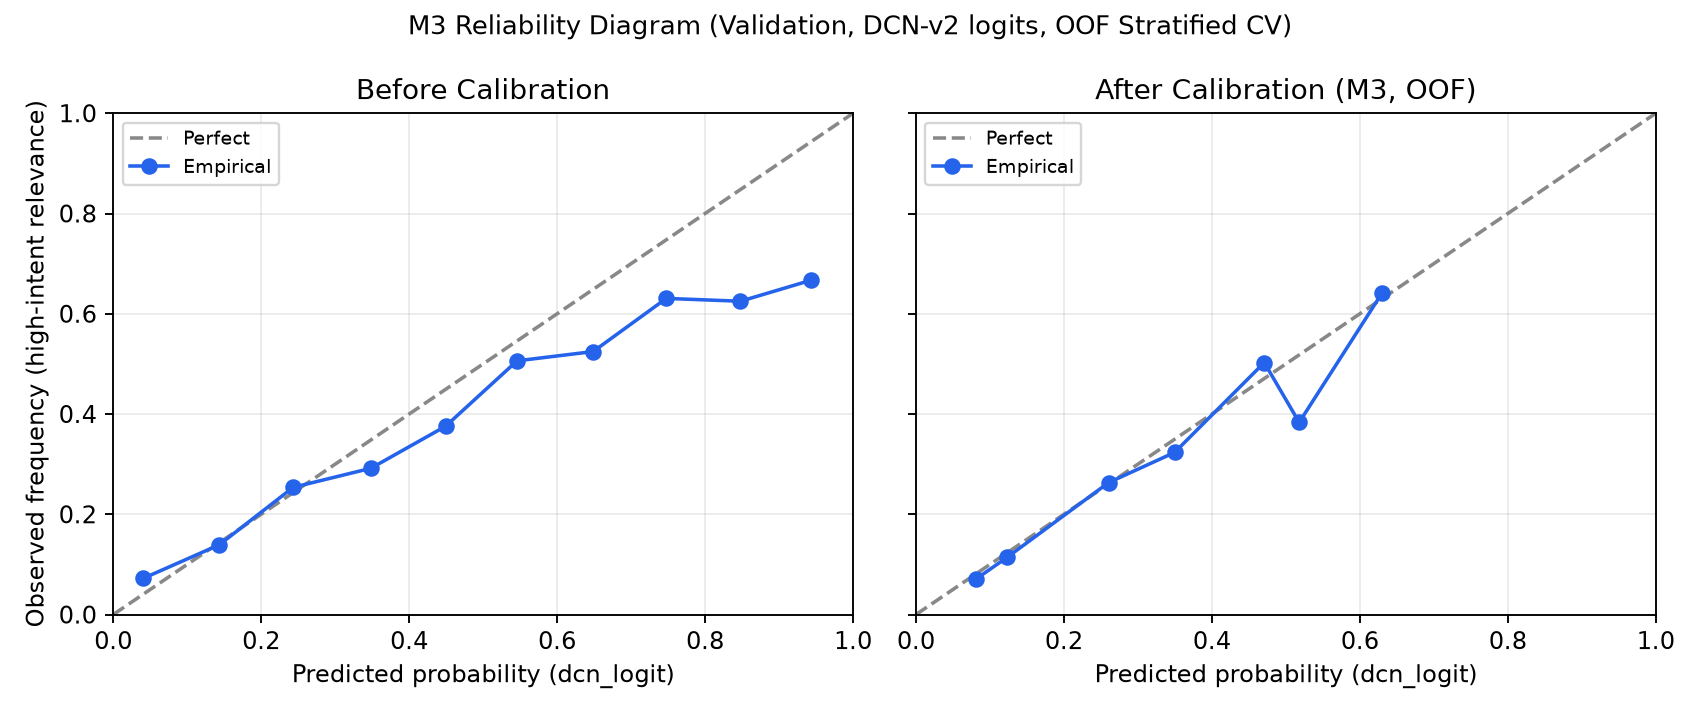 M3 Reliability Diagram (Validation, DCN-v2 logits, OOF Stratified CV)
Before Calibration
Perfect
Empirical
Observed frequency (high-intent relevance)
1.0
0.8
0.6
0.4
0.2
0.0
0.0 0.2 0.4 0.6 0.8 1.0
Predicted probability (dcn_logit)
After Calibration (M3, OOF)
Perfect
Empirical
0.0 0.2 0.4 0.6 0.8 1.0
Predicted probability (dcn_logit)